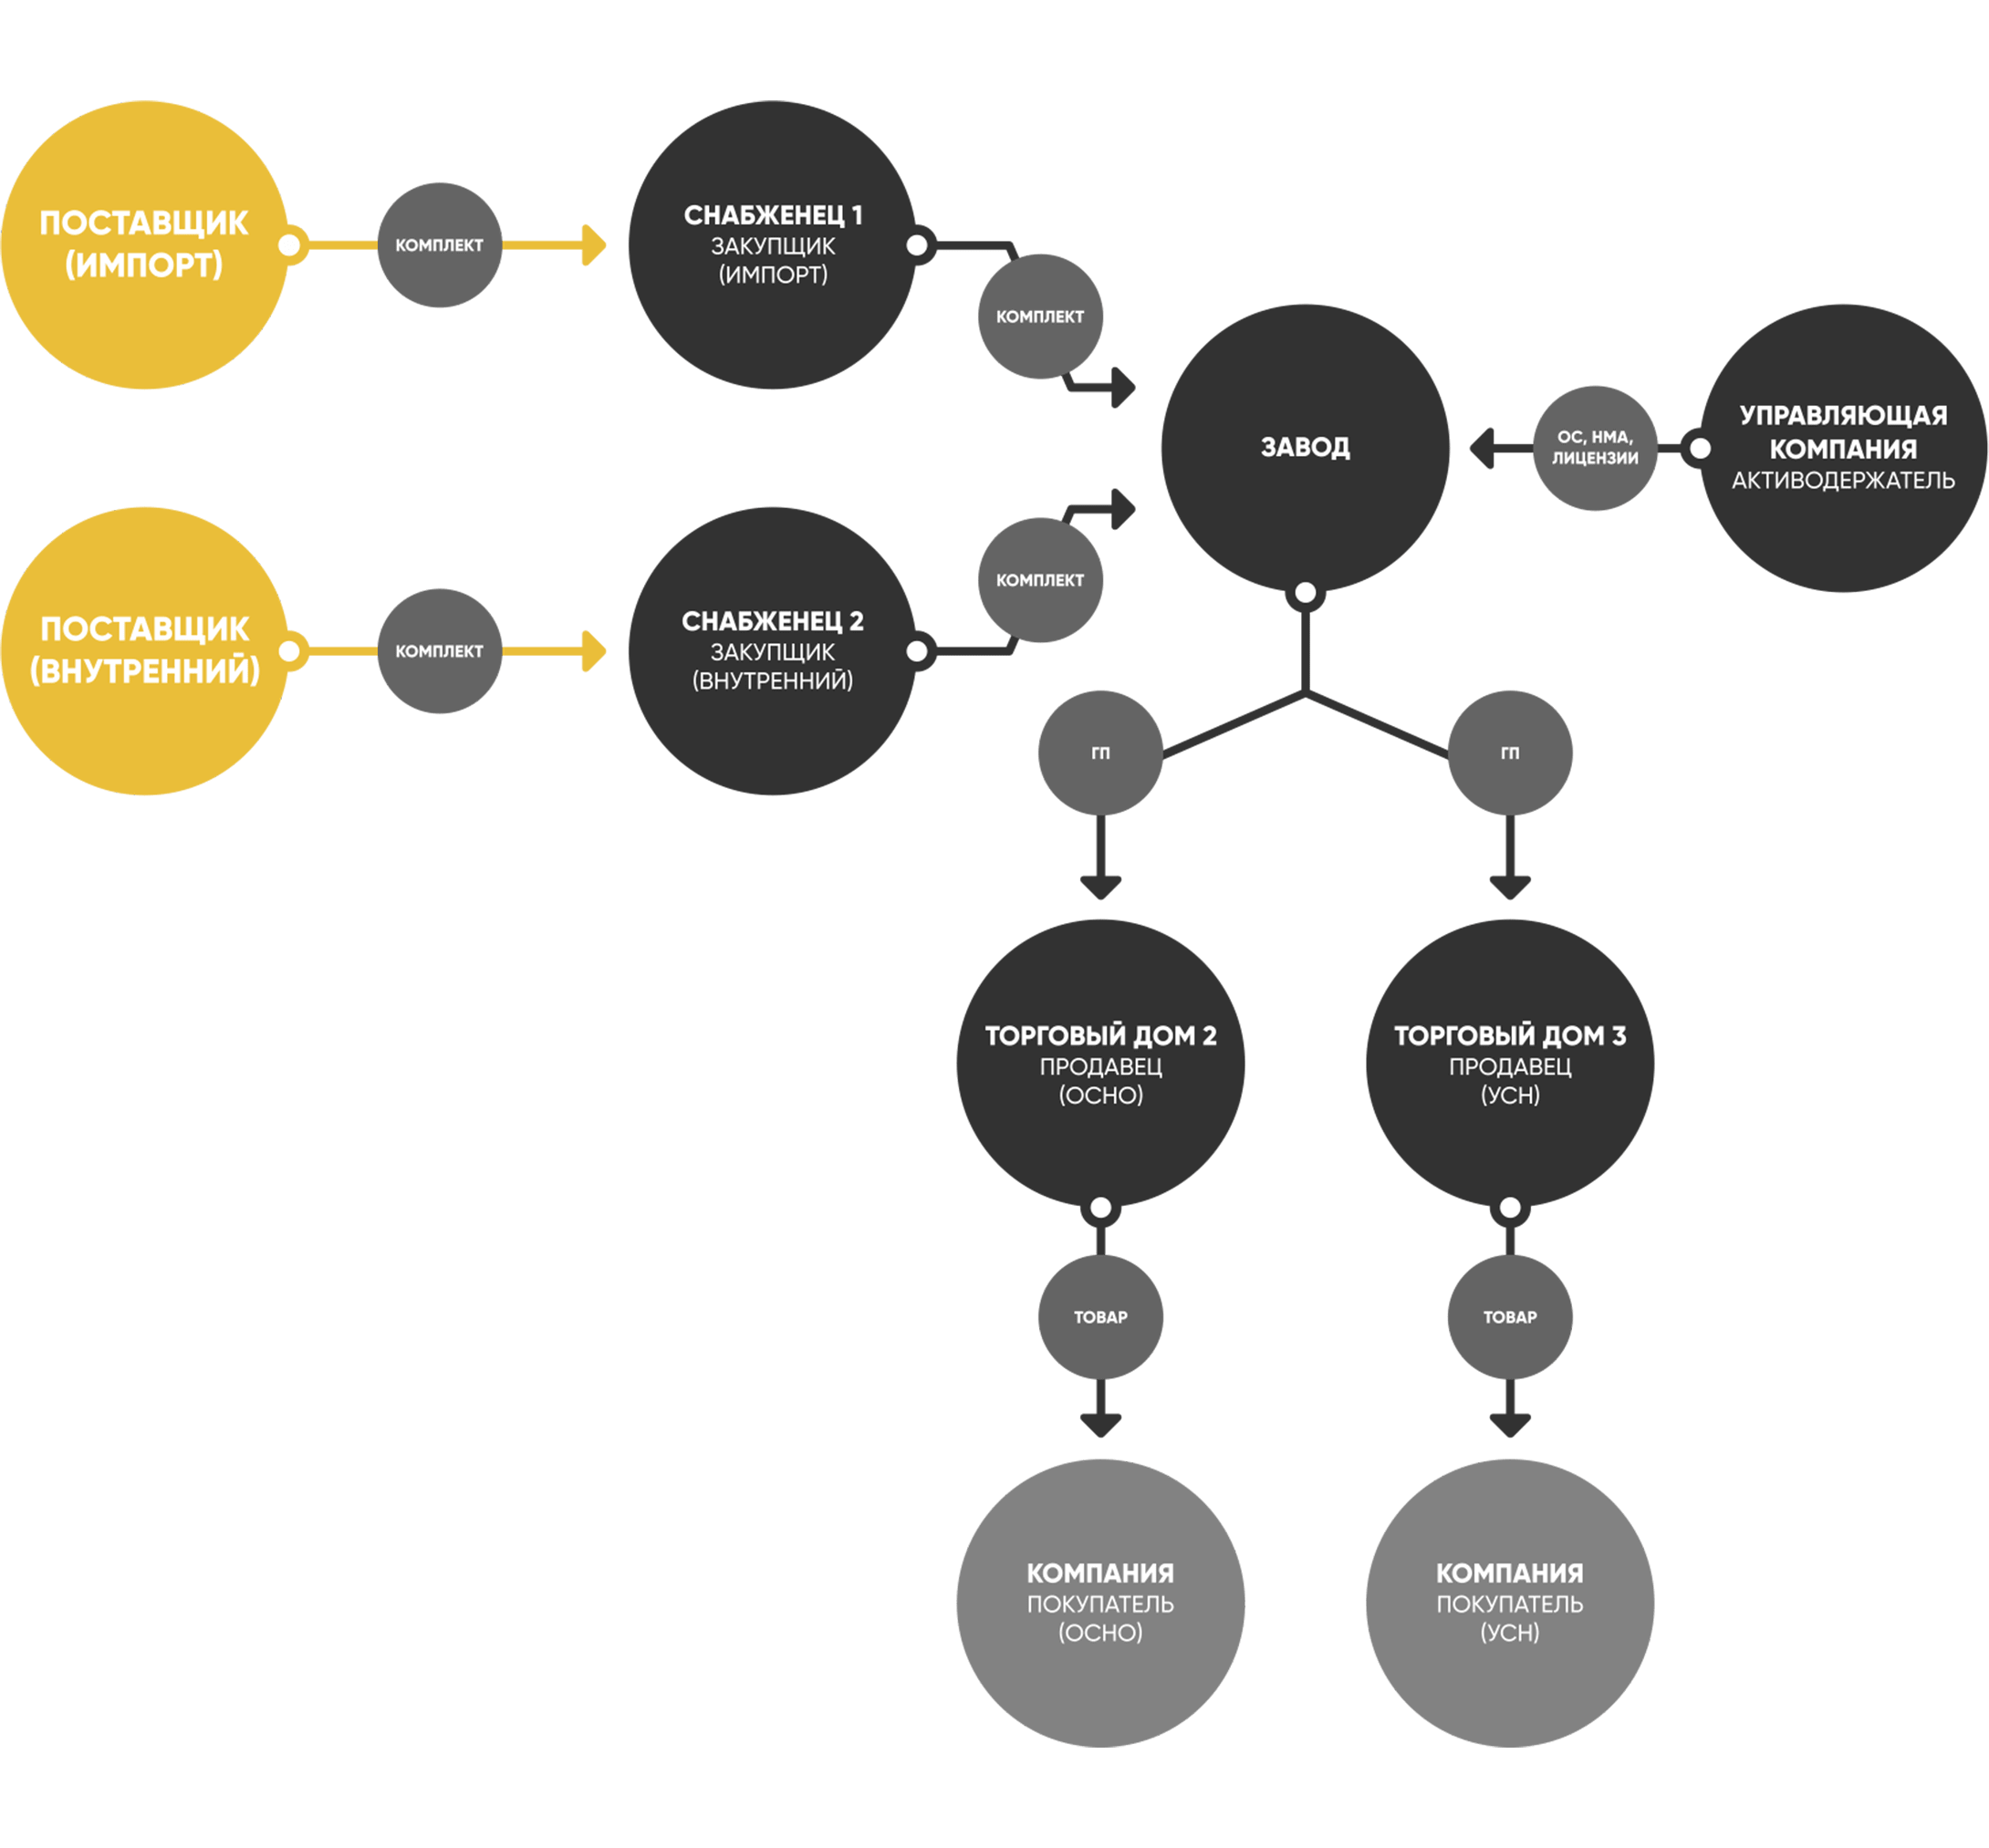 ПОСТАВЩИК
(ИМПОРТ)
КОМПЛЕКТ
СНАБЖЕНЕЦ 1
ЗАКУПЩИК
(ИМПОРТ)
КОМПЛЕКТ
ЗАВОД
ОС, НМА,
ЛИЦЕНЗИИ
УПРАВЛЯЮЩАЯ
КОМПАНИЯ
АКТИВОДЕРЖАТЕЛЬ
ПОСТАВЩИК
(ВНУТРЕННИЙ)
КОМПЛЕКТ
СНАБЖЕНЕЦ 2
ЗАКУПЩИК
(ВНУТРЕННИЙ)
КОМПЛЕКТ
ГП
ГП
ТОРГОВЫЙ ДОМ 2
ПРОДАВЕЦ
(ОСНО)
ТОРГОВЫЙ ДОМ 3
ПРОДАВЕЦ
(УСН)
ТОВАР
ТОВАР
КОМПАНИЯ
ПОКУПАТЕЛЬ
(ОСНО)
КОМПАНИЯ
ПОКУПАТЕЛЬ
(УСН)